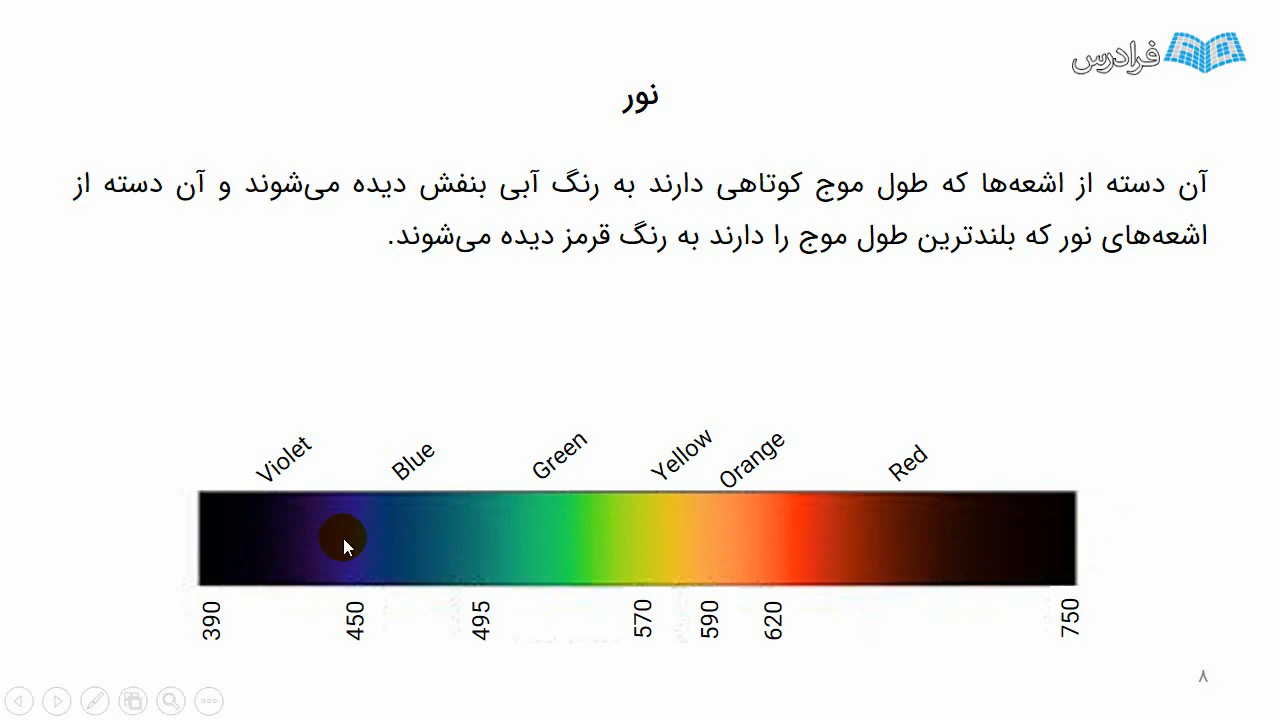 فرادرس
نور
آن دسته از اشعه‌ها که طول موج کوتاهی دارند به رنگ آبی بنفش دیده می‌شوند و آن دسته از
اشعه‌های نور که بلندترین طول موج را دارند به رنگ قرمز دیده می‌شوند.
Violet Blue Green Yellow Orange Red
390 450 495 570 590 620 750
۸